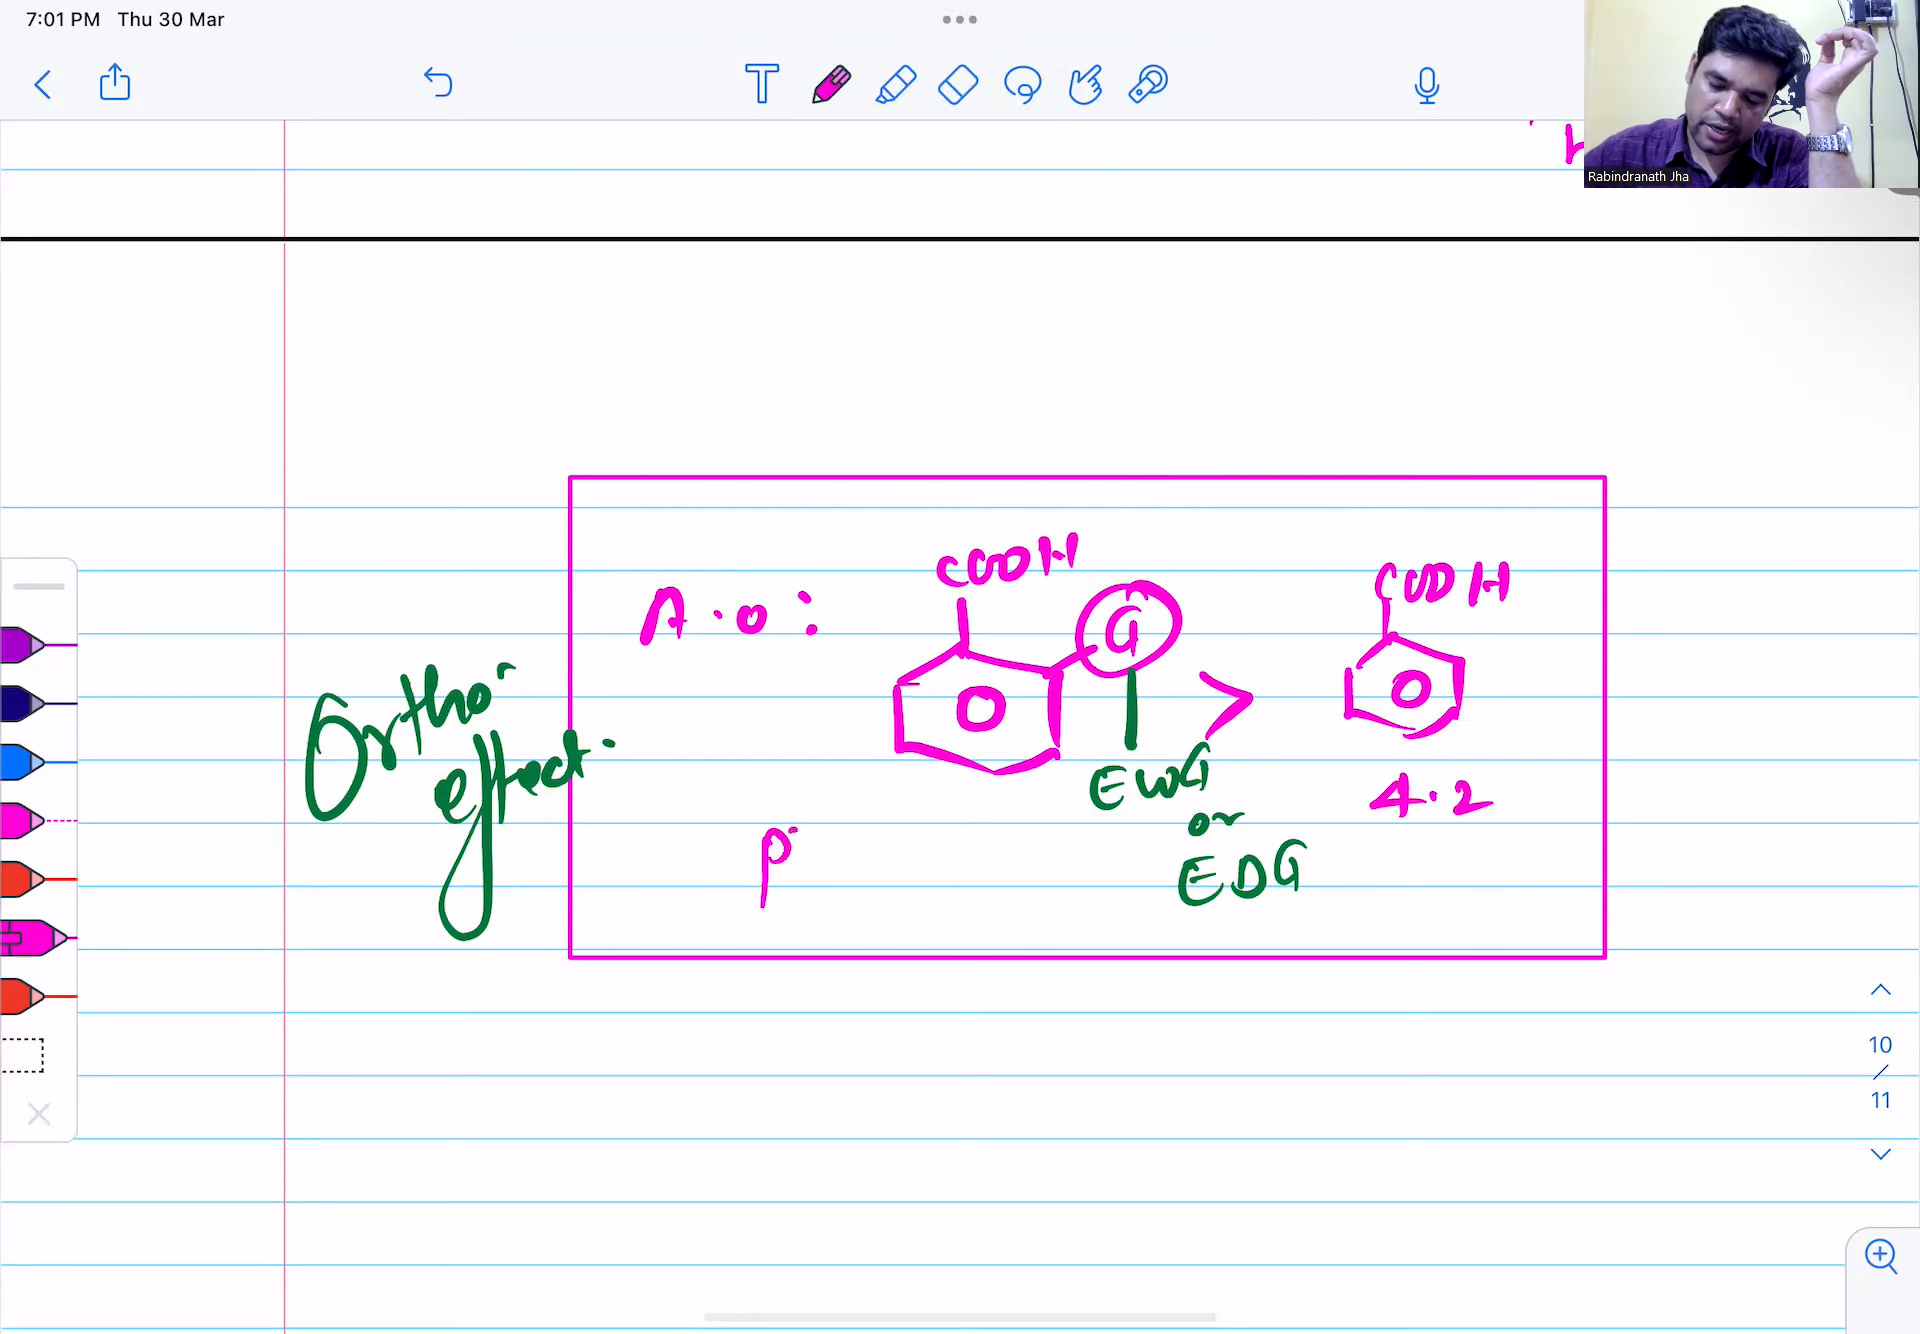 7:01 PM Thu 30 Mar
T
Rabindranath Jha
COOH
COOH
A.O:
G
Ortho
effect.
>
EWG
or
EDG
4.2
P
10
/
11